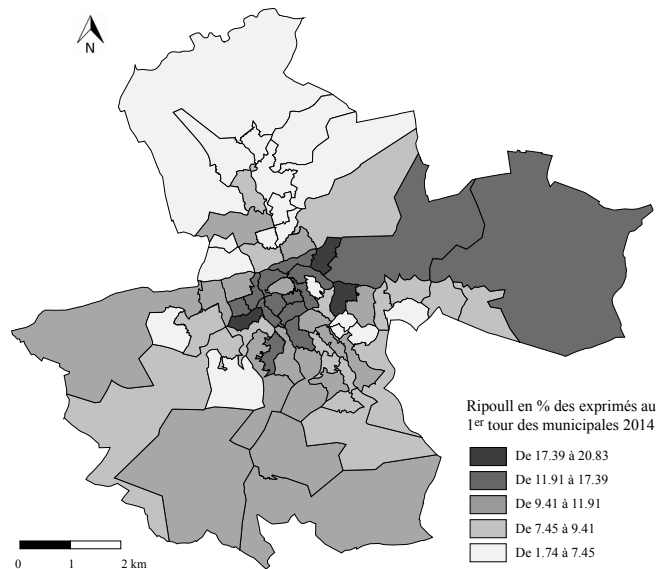 N
Ripoull en % des exprimés au
1er tour des municipales 2014
De 17.39 à 20.83
De 11.91 à 17.39
De 9.41 à 11.91
De 7.45 à 9.41
De 1.74 à 7.45
0 1 2 km